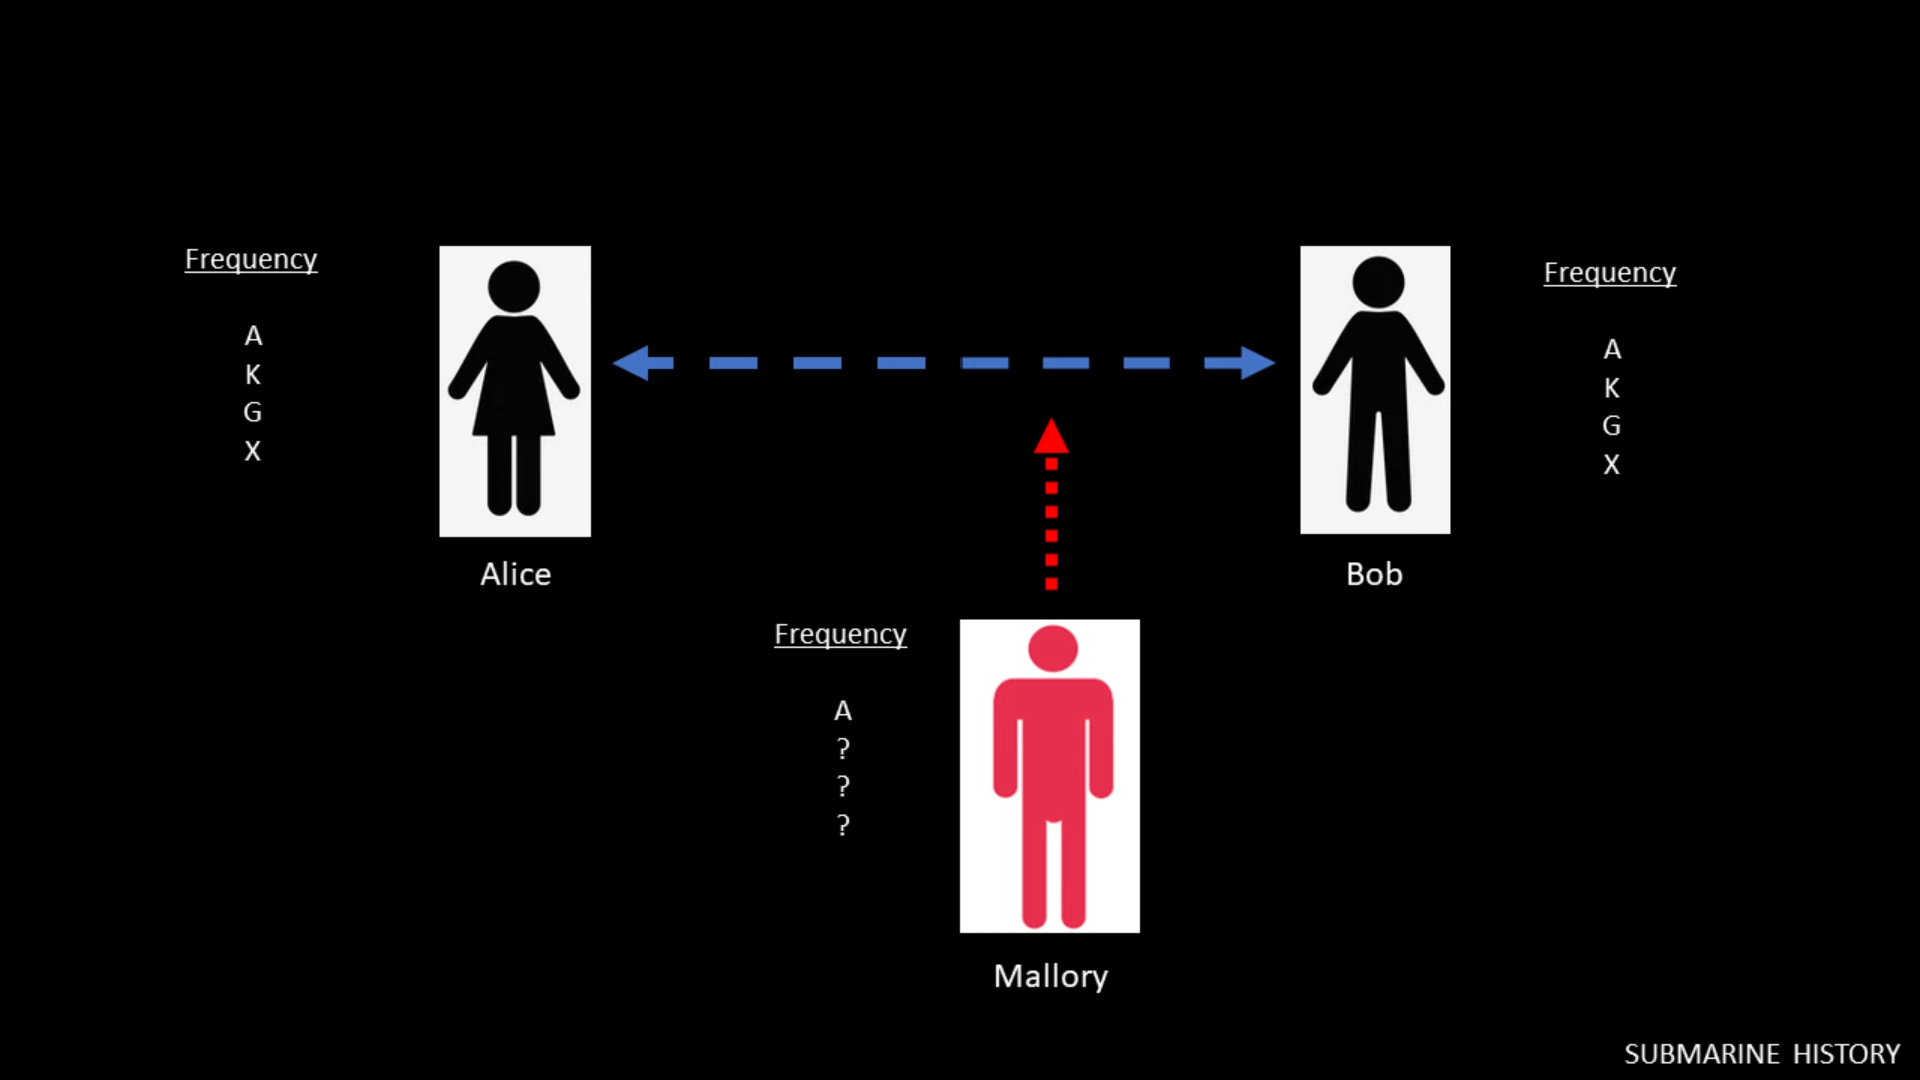 Frequency
A
K
G
X
Alice
Frequency
A
K
G
X
Bob
Frequency
A
?
?
?
Mallory
SUBMARINE HISTORY